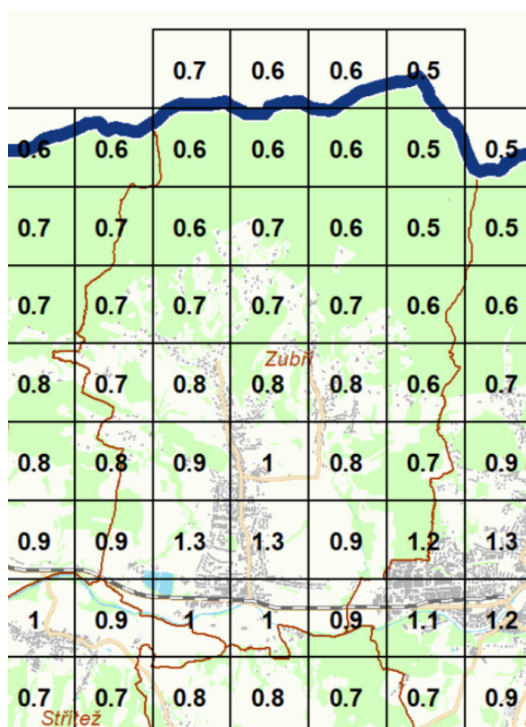 0.7 0.6 0.6 0.5
0.6 0.6 0.6 0.6 0.6 0.5 0.5
0.7 0.7 0.6 0.7 0.6 0.5 0.5
0.7 0.7 0.7 0.7 0.7 0.6 0.6
Zubří
0.8 0.7 0.8 0.8 0.8 0.6 0.7
0.8 0.8 0.9 1 0.8 0.7 0.9
0.9 0.9 1.3 1.3 0.9 1.2 1.3
1 0.9 1 1 0.9 1.1 1.2
0.7 0.7 0.8 0.8 0.7 0.7 0.9
Střítež